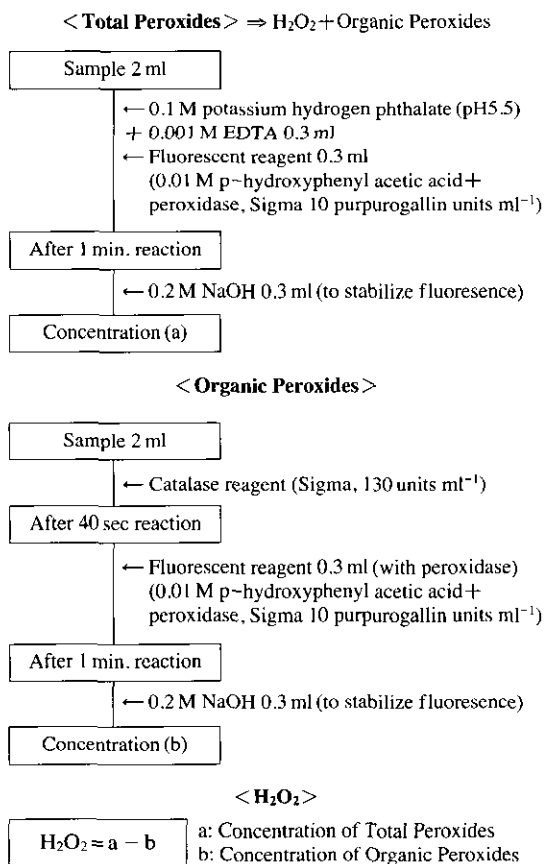 <Total Peroxides> ⇒ H₂O₂+Organic Peroxides
Sample 2 ml
←0.1 M potassium hydrogen phthalate (pH5.5)
+ 0.001 M EDTA 0.3 ml
← Fluorescent reagent 0.3 ml
(0.01 M p-hydroxyphenyl acetic acid+
peroxidase, Sigma 10 purpurogallin units ml⁻¹)
After 1 min. reaction
←0.2 M NaOH 0.3 ml (to stabilize fluoresence)
Concentration (a)
<Organic Peroxides>
Sample 2 ml
← Catalase reagent (Sigma, 130 units ml⁻¹)
After 40 sec reaction
←Fluorescent reagent 0.3 ml (with peroxidase)
(0.01 M p-hydroxyphenyl acetic acid+
peroxidase, Sigma 10 purpurogallin units ml⁻¹)
After 1 min. reaction
←0.2 M NaOH 0.3 ml (to stabilize fluoresence)
Concentration (b)
<H₂O₂>
H₂O₂ = a − b
a: Concentration of Total Peroxides
b: Concentration of Organic Peroxides